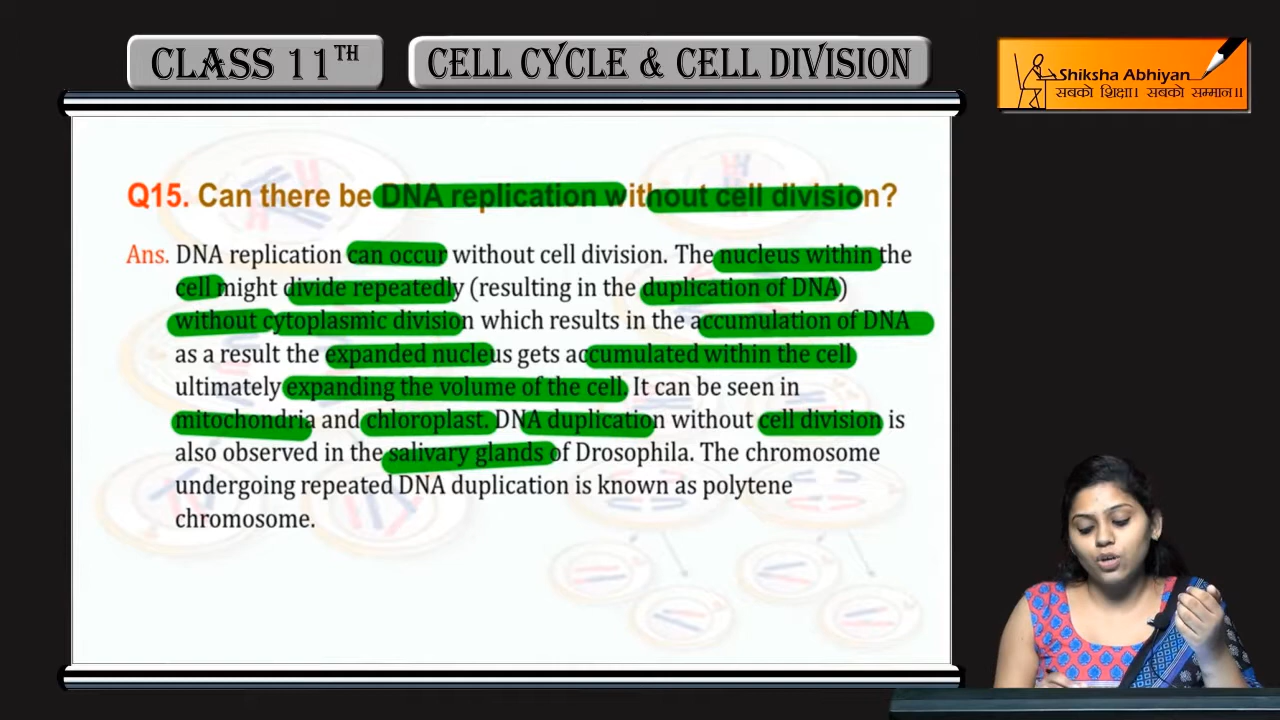 CLASS 11TH
CELL CYCLE & CELL DIVISION
Shiksha Abhiyan
सबको शिक्षा। सबको सम्मान॥
Q15. Can there be DNA replication without cell division?
Ans. DNA replication can occur without cell division. The nucleus within the
cell might divide repeatedly (resulting in the duplication of DNA)
without cytoplasmic division which results in the accumulation of DNA
as a result the expanded nucleus gets accumulated within the cell
ultimately expanding the volume of the cell. It can be seen in
mitochondria and chloroplast. DNA duplication without cell division is
also observed in the salivary glands of Drosophila. The chromosome
undergoing repeated DNA duplication is known as polytene
chromosome.